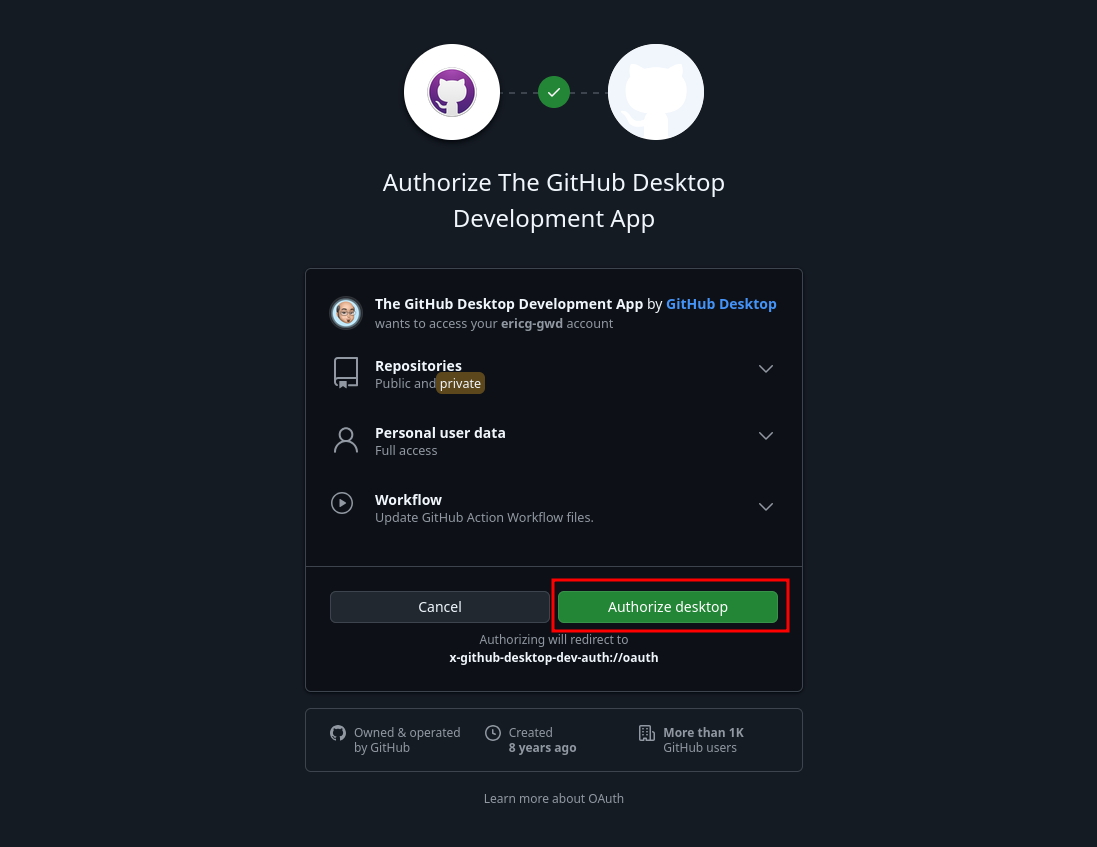 Authorize The GitHub Desktop
Development App
The GitHub Desktop Development App by GitHub Desktop
wants to access your ericg-gwd account
Repositories
Public and private
Personal user data
Full access
Workflow
Update GitHub Action Workflow files.
Cancel
Authorize desktop
Authorizing will redirect to
x-github-desktop-dev-auth://oauth
Owned & operated
by GitHub
Created
8 years ago
More than 1K
GitHub users
Learn more about OAuth